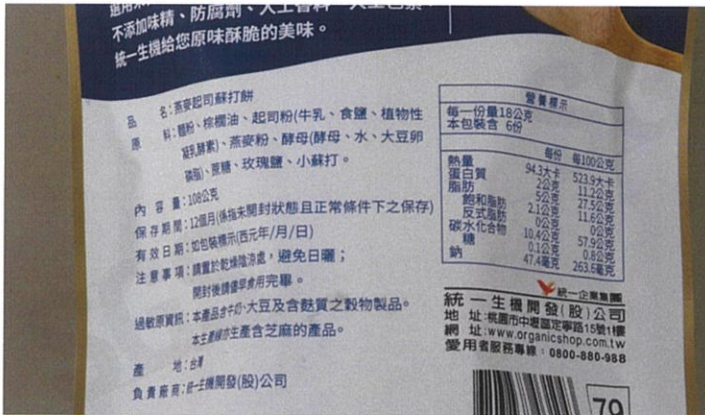 不添加味精、防腐劑、人工香料、人工色素
統一生機給您原味酥脆的美味。
品 名：燕麥起司蘇打餅
原 料：麵粉、棕櫚油、起司粉(牛乳、食鹽、植物性
凝乳酵素)、燕麥粉、酵母(酵母、水、大豆卵
磷脂)、蔗糖、玫瑰鹽、小蘇打。
內 容 量：108公克
保存期間：12個月(係指未開封狀態且正常條件下之保存)
有效日期：如包裝標示(西元年/月/日)
注意事項：請置於乾燥陰涼處，避免日曬；
開封後請儘早食用完畢。
過敏原資訊：本產品含牛奶、大豆及含麩質之穀物製品。
本生產線亦生產含芝麻的產品。
產 地：台灣
負責廠商：統一生機開發(股)公司
營養標示
每一份量18公克
本包裝含 6份
每份 每100公克
熱量 94.3大卡 523.9大卡
蛋白質 2公克 11.2公克
脂肪 5公克 27.5公克
飽和脂肪 2.1公克 11.6公克
反式脂肪 0公克 0公克
碳水化合物 10.4公克 57.9公克
糖 0.1公克 0.8公克
鈉 47.4毫克 263.6毫克
統一企業集團
統一生機開發(股)公司
地 址:桃園市中壢區定寧路15號1樓
網 址:www.organicshop.com.tw
愛用者服務專線：0800-880-988
79